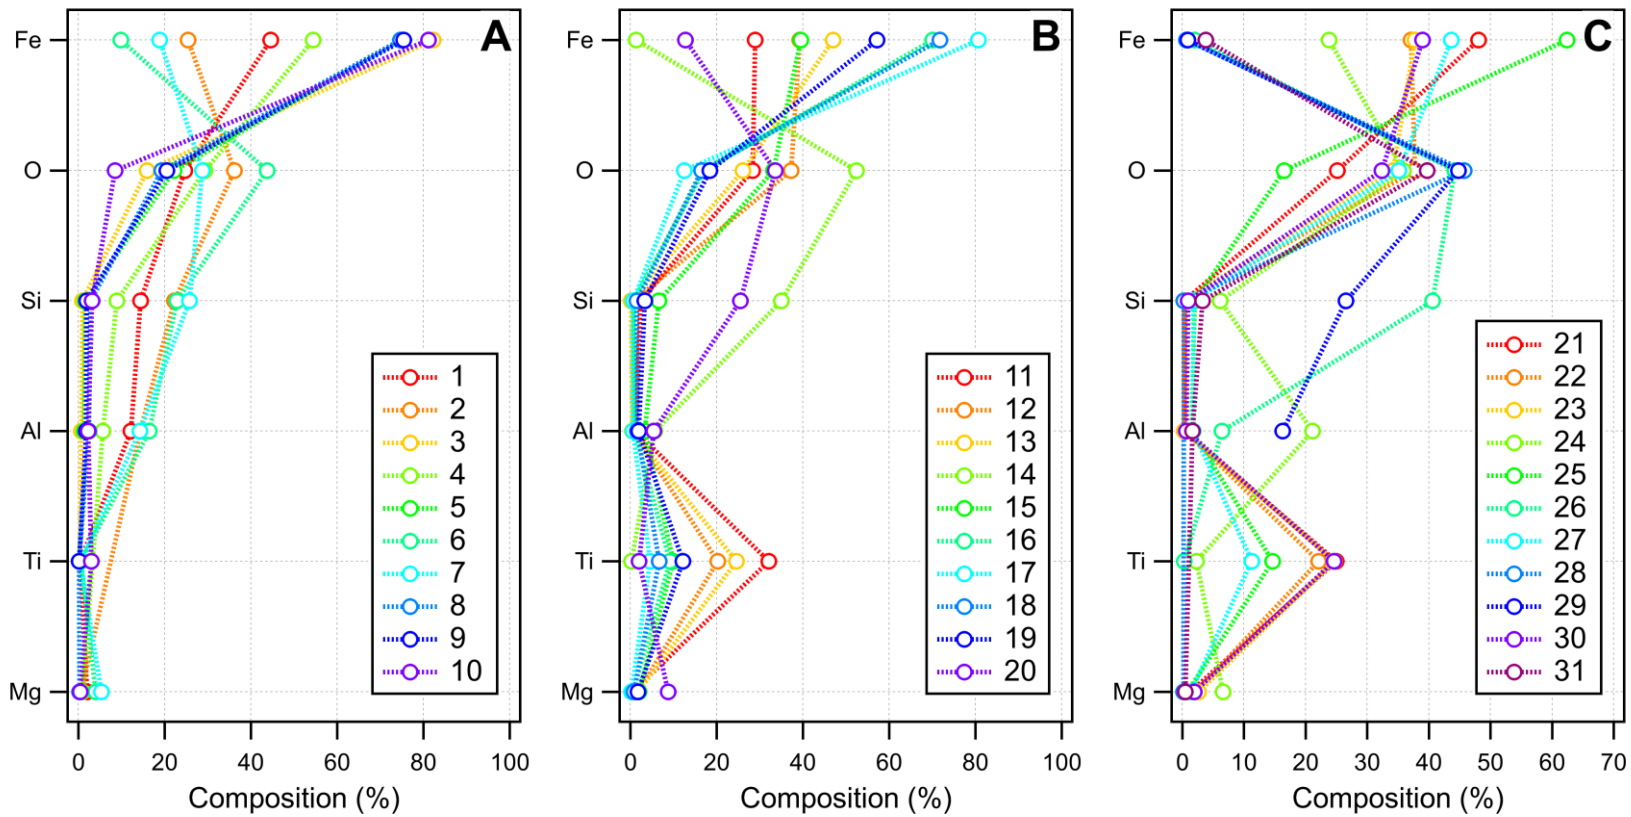 A
Fe
O
Si
Al
Ti
Mg
1
2
3
4
5
6
7
8
9
10
0 20 40 60 80 100
Composition (%)
B
Fe
O
Si
Al
Ti
Mg
11
12
13
14
15
16
17
18
19
20
0 20 40 60 80 100
Composition (%)
C
Fe
O
Si
Al
Ti
Mg
21
22
23
24
25
26
27
28
29
30
31
0 10 20 30 40 50 60 70
Composition (%)